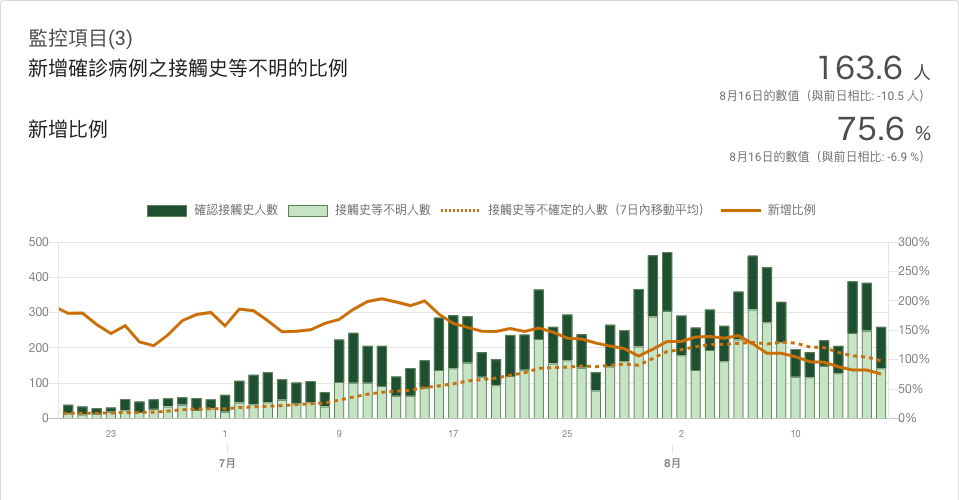 監控項目(3)
新增確診病例之接觸史等不明的比例
163.6 人
8月16日的數值（與前日相比: -10.5 人）
新增比例
75.6 %
8月16日的數值（與前日相比: -6.9 %）
確認接觸史人數 接觸史等不明人數 接觸史等不確定的人數（7日內移動平均） 新增比例
500 300%
250%
400
200%
300
150%
200
100%
100
50%
0 0%
23 1 9 17 25 2 10
7月 8月